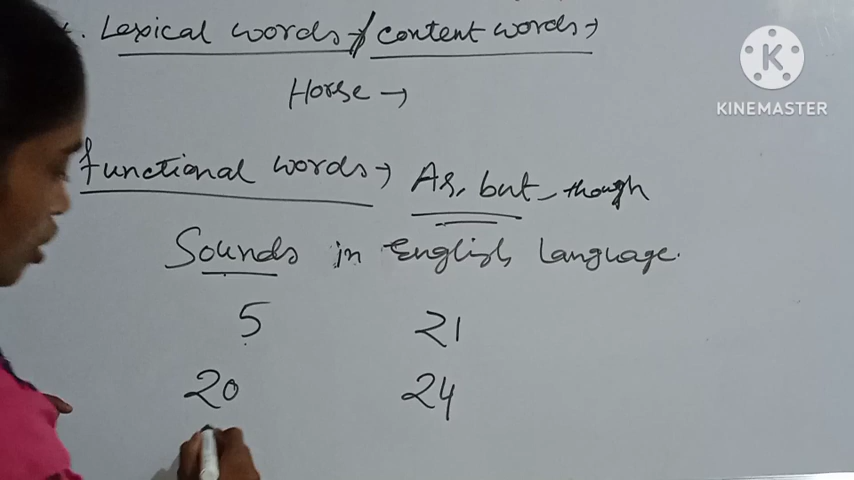 . Lexical words / content words →
Horse →
functional words → As, but - though
Sounds in English Language.
5 21
20 24
KINEMASTER